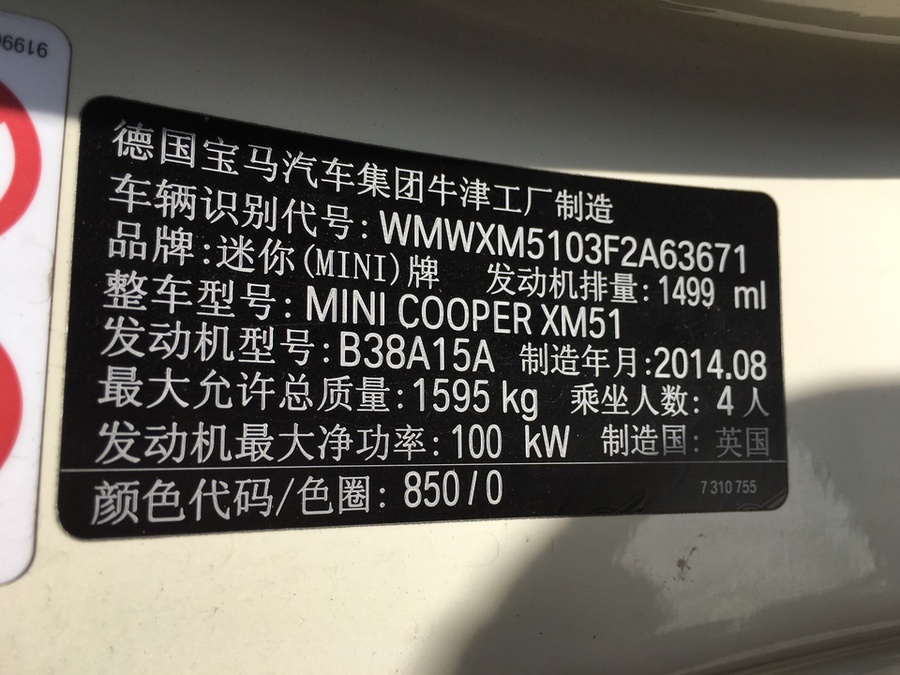 91996
德国宝马汽车集团牛津工厂制造
车辆识别代号:WMWXM5103F2A63671
品牌:迷你(MINI)牌 发动机排量:1499 ml
整车型号:MINI COOPER XM51
发动机型号:B38A15A 制造年月:2014.08
最大允许总质量:1595 kg 乘坐人数:4人
发动机最大净功率:100 kW 制造国:英国
颜色代码/色圈:850/0
7 310 755